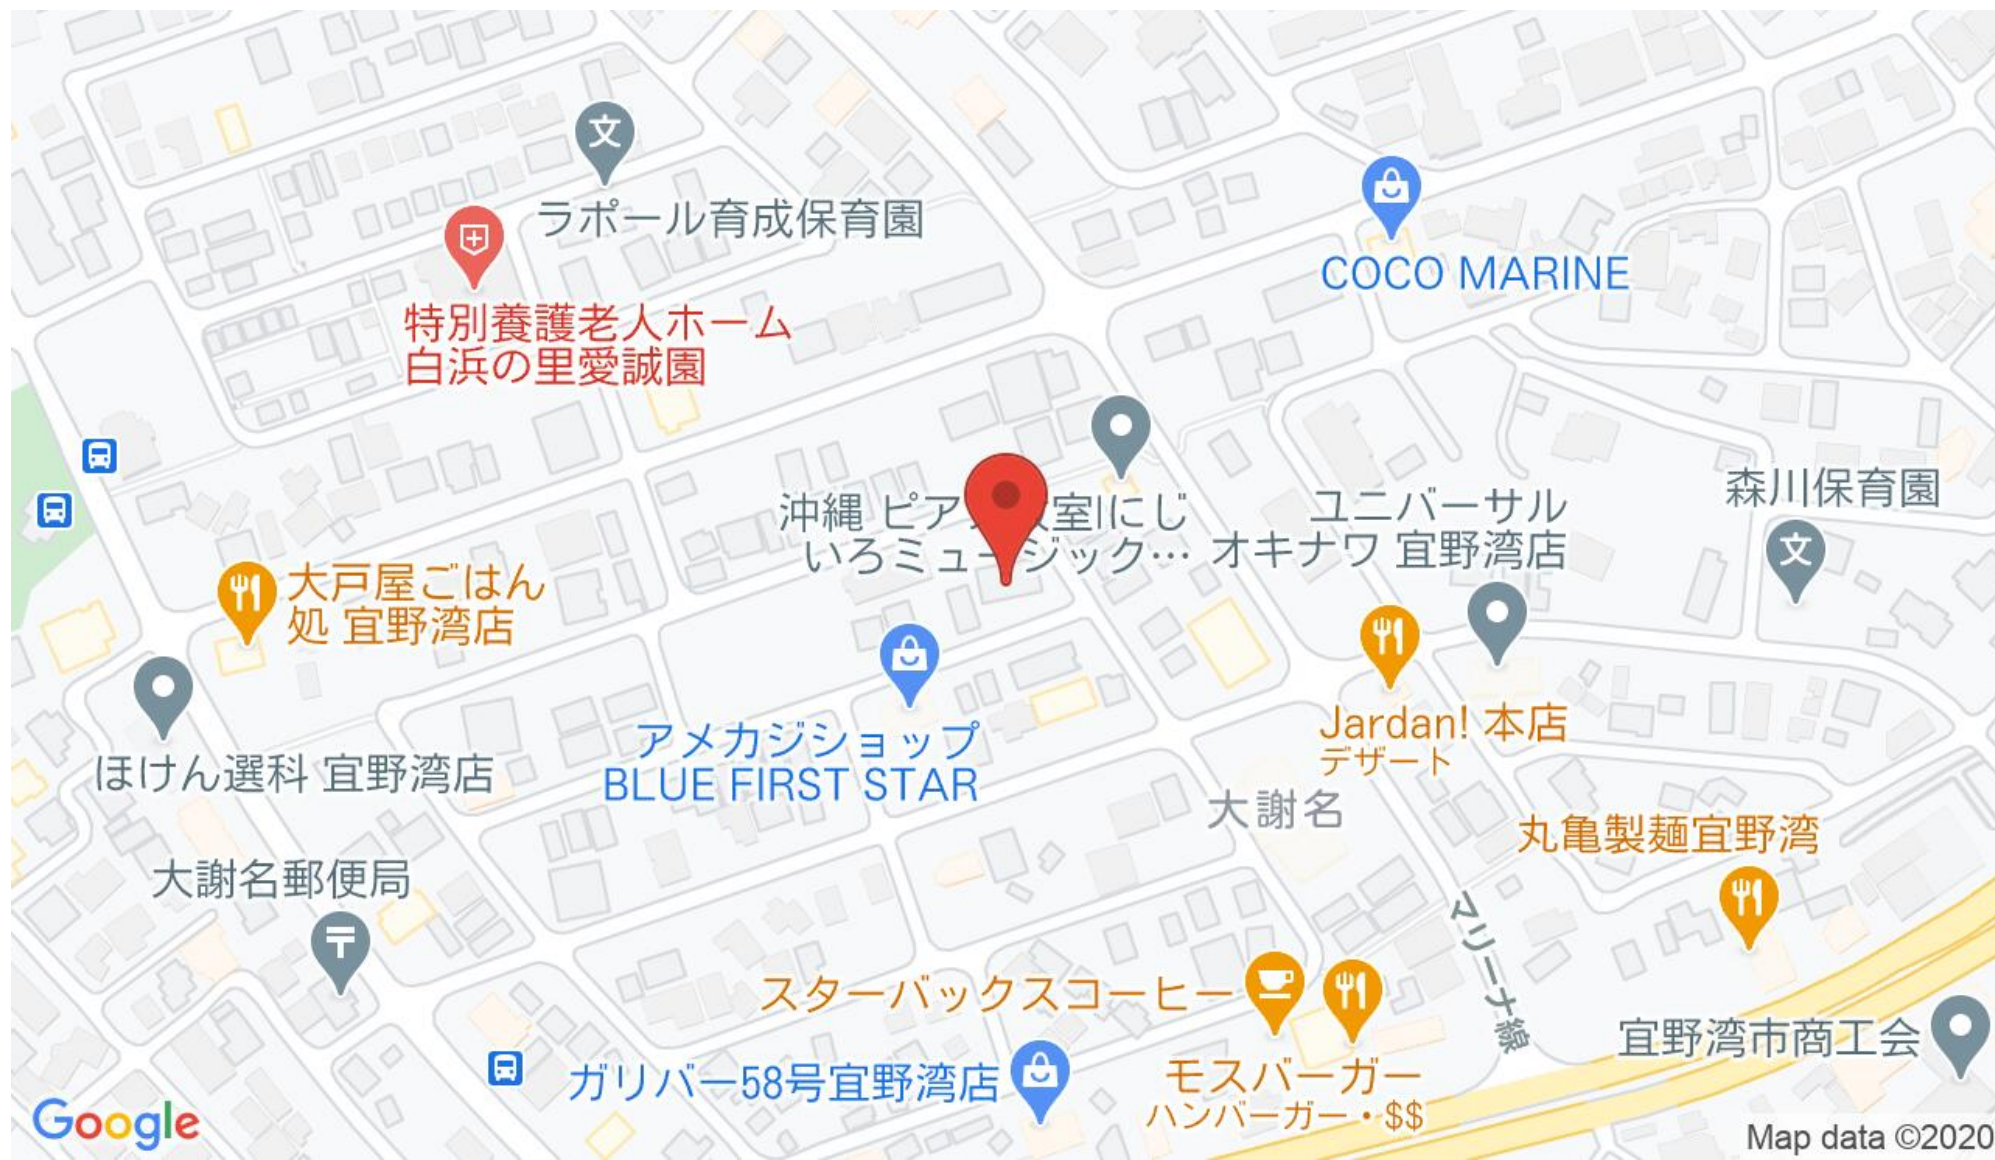 ラポール育成保育園
COCO MARINE
特別養護老人ホーム
白浜の里愛誠園
沖縄 ピア
室|にじ
いろミュージック…
ユニバーサル
オキナワ 宜野湾店
森川保育園
大戸屋ごはん
処 宜野湾店
アメカジショップ
BLUE FIRST STAR
ほけん選科 宜野湾店
Jardan! 本店
デザート
大謝名
丸亀製麺宜野湾
大謝名郵便局
マリーナ線
スターバックスコーヒー
モスバーガー
ハンバーガー・$$
ガリバー58号宜野湾店
宜野湾市商工会
Google
Map data ©2020